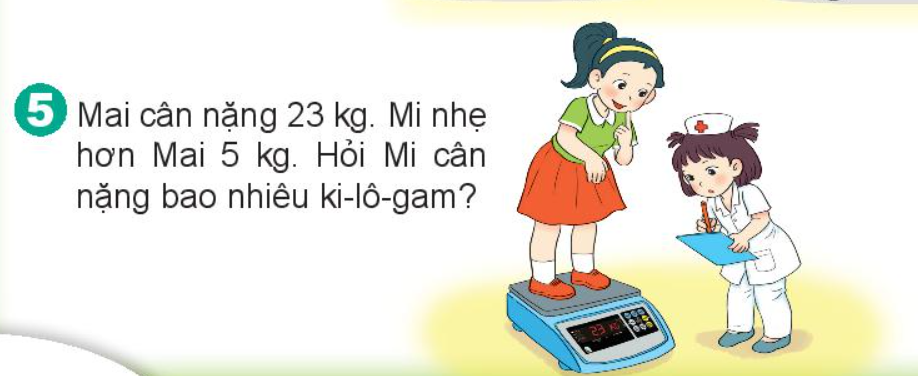 5 Mai cân nặng 23 kg. Mi nhẹ
hơn Mai 5 kg. Hỏi Mi cân
nặng bao nhiêu ki-lô-gam?
23 KG